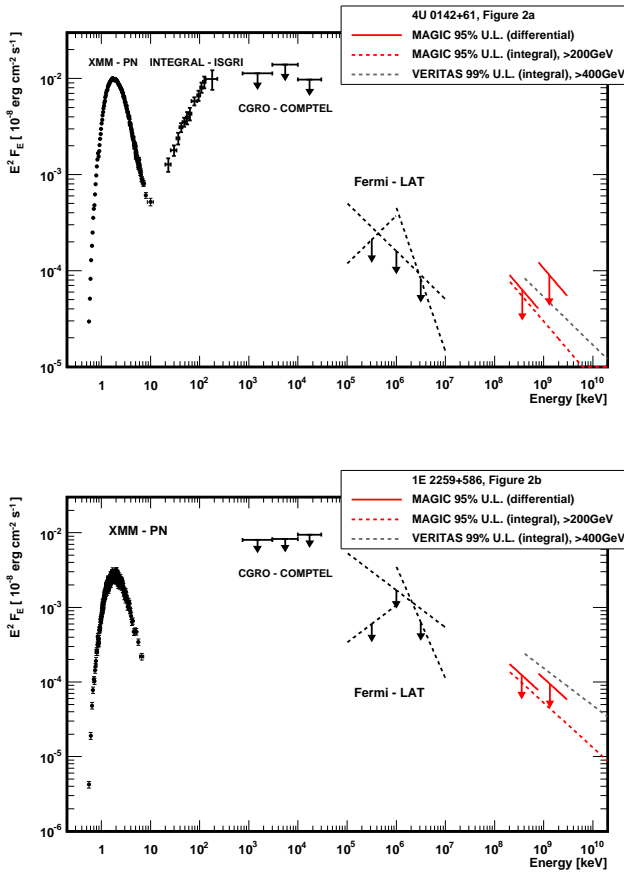 4U 0142+61, Figure 2a
MAGIC 95% U.L. (differential)
MAGIC 95% U.L. (integral), >200GeV
VERITAS 99% U.L. (integral), >400GeV
XMM - PN INTEGRAL - ISGRI
CGRO - COMPTEL
Fermi - LAT
E² F_E [ 10⁻⁸ erg cm⁻² s⁻¹ ]
10⁻²
10⁻³
10⁻⁴
10⁻⁵
1 10 10² 10³ 10⁴ 10⁵ 10⁶ 10⁷ 10⁸ 10⁹ 10¹⁰
Energy [keV]
1E 2259+586, Figure 2b
MAGIC 95% U.L. (differential)
MAGIC 95% U.L. (integral), >200GeV
VERITAS 99% U.L. (integral), >400GeV
XMM - PN
CGRO - COMPTEL
Fermi - LAT
E² F_E [ 10⁻⁸ erg cm⁻² s⁻¹ ]
10⁻²
10⁻³
10⁻⁴
10⁻⁵
10⁻⁶
1 10 10² 10³ 10⁴ 10⁵ 10⁶ 10⁷ 10⁸ 10⁹ 10¹⁰
Energy [keV]